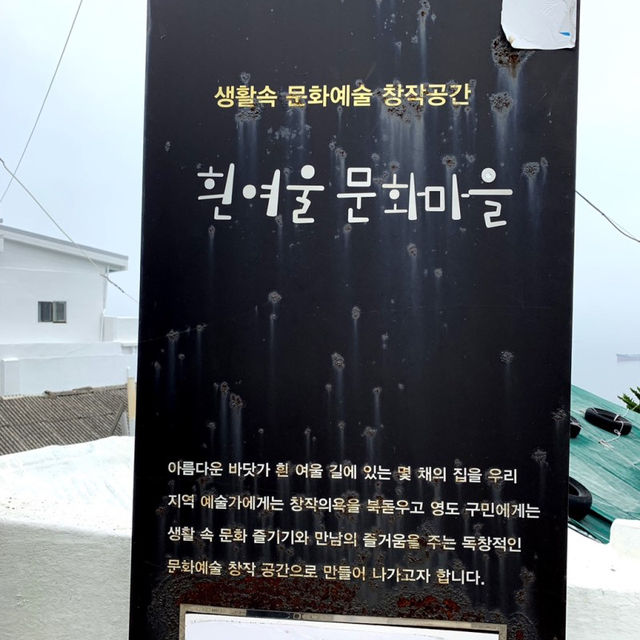 생활속 문화예술 창작공간
흰여울 문화마을
아름다운 바닷가 흰 여울 길에 있는 몇 채의 집을 우리
지역 예술가에게는 창작의욕을 북돋우고 영도 구민에게는
생활 속 문화 즐기기와 만남의 즐거움을 주는 독창적인
문화예술 창작 공간으로 만들어 나가고자 합니다.